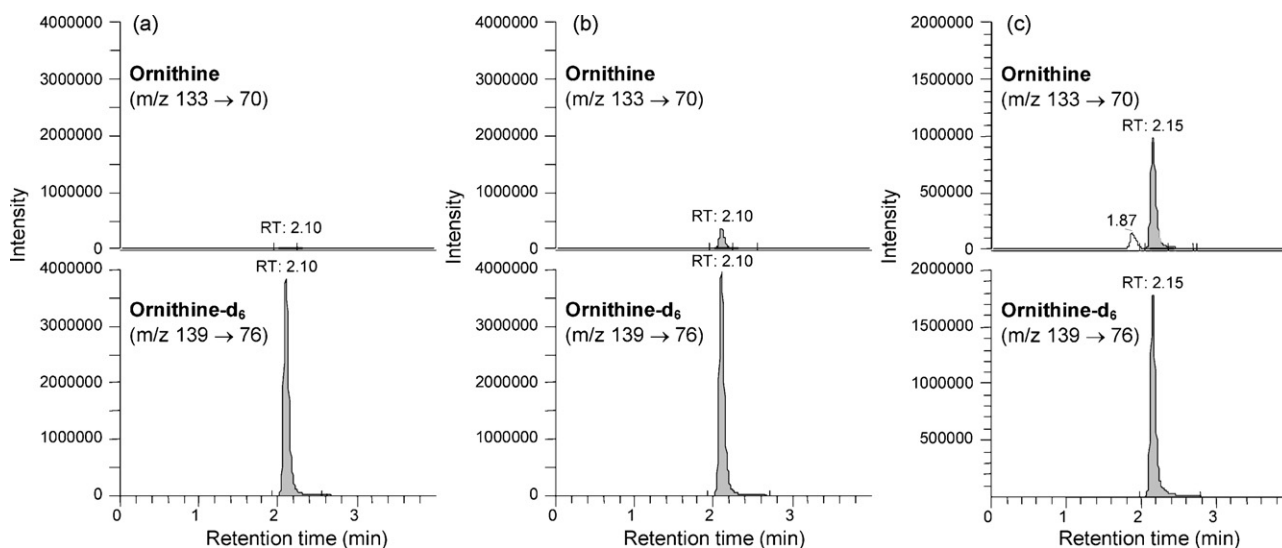 (a)
4000000
3000000
2000000
1000000
0
Ornithine
(m/z 133 → 70)
RT: 2.10
Intensity
4000000
3000000
2000000
1000000
0
RT: 2.10
Ornithine-d₆
(m/z 139 → 76)
0 1 2 3
Retention time (min)
(b)
4000000
3000000
2000000
1000000
0
Ornithine
(m/z 133 → 70)
RT: 2.10
Intensity
4000000
3000000
2000000
1000000
0
RT: 2.10
Ornithine-d₆
(m/z 139 → 76)
0 1 2 3
Retention time (min)
(c)
2000000
1500000
1000000
500000
0
Ornithine
(m/z 133 → 70)
RT: 2.15
1.87
Intensity
2000000
1500000
1000000
500000
RT: 2.15
Ornithine-d₆
(m/z 139 → 76)
0 1 2 3
Retention time (min)